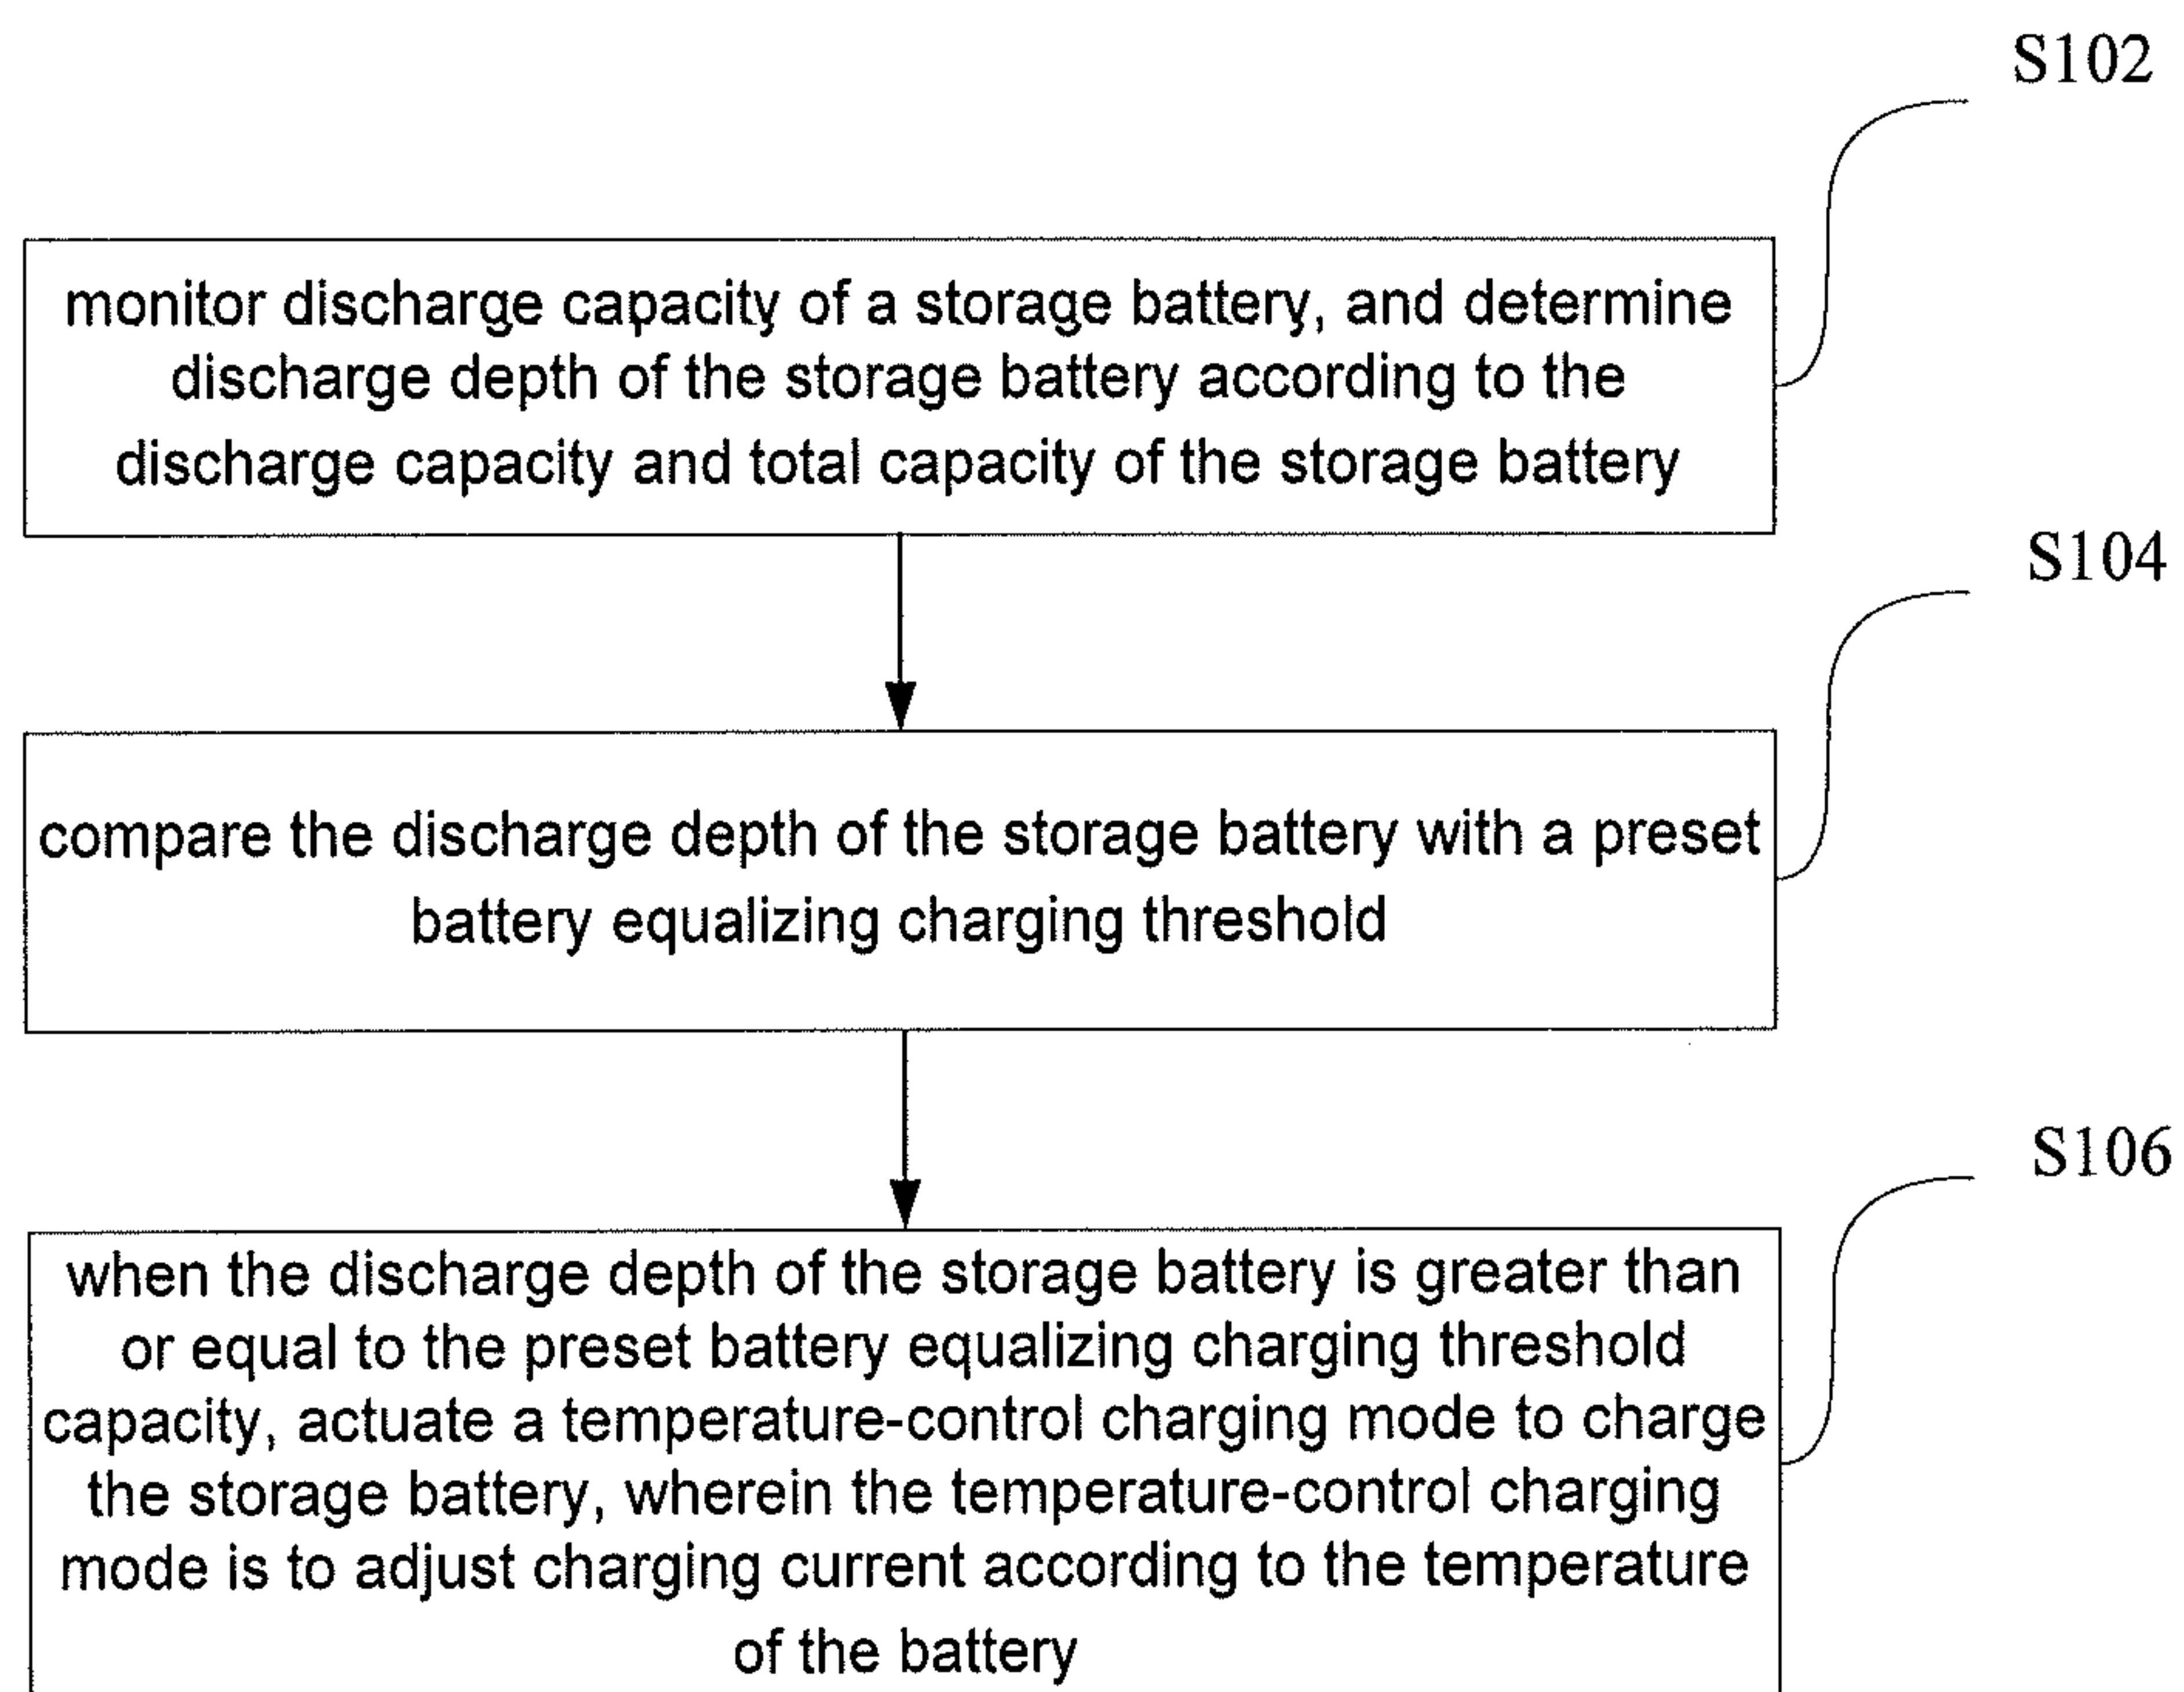 S102
monitor discharge capacity of a storage battery, and determine
discharge depth of the storage battery according to the
discharge capacity and total capacity of the storage battery
S104
compare the discharge depth of the storage battery with a preset
battery equalizing charging threshold
S106
when the discharge depth of the storage battery is greater than
or equal to the preset battery equalizing charging threshold
capacity, actuate a temperature-control charging mode to charge
the storage battery, wherein the temperature-control charging
mode is to adjust charging current according to the temperature
of the battery